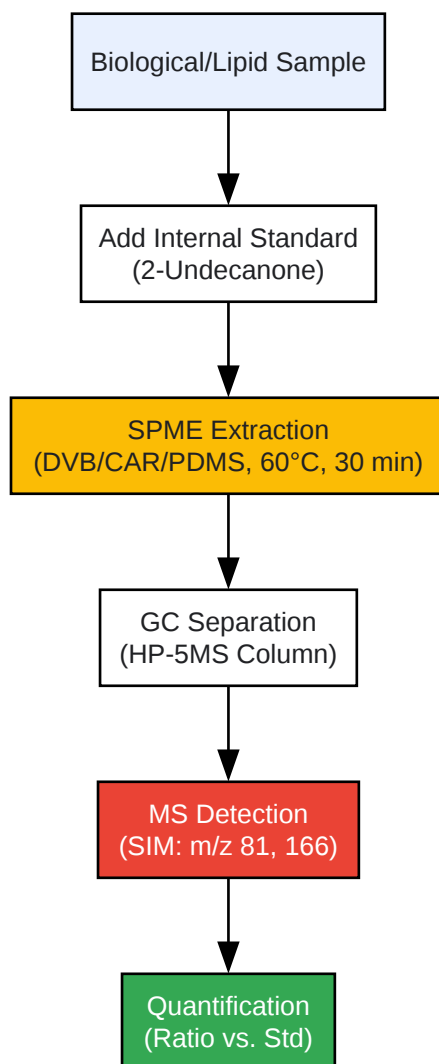 Biological/Lipid Sample
Add Internal Standard
(2-Undecanone)
SPME Extraction
(DVB/CAR/PDMS, 60°C, 30 min)
GC Separation
(HP-5MS Column)
MS Detection
(SIM: m/z 81, 166)
Quantification
(Ratio vs. Std)